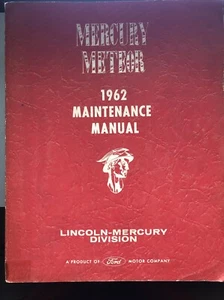 MERCURY
METEOR
1962
MAINTENANCE
MANUAL
LINCOLN-MERCURY
DIVISION
A PRODUCT OF Ford MOTOR COMPANY